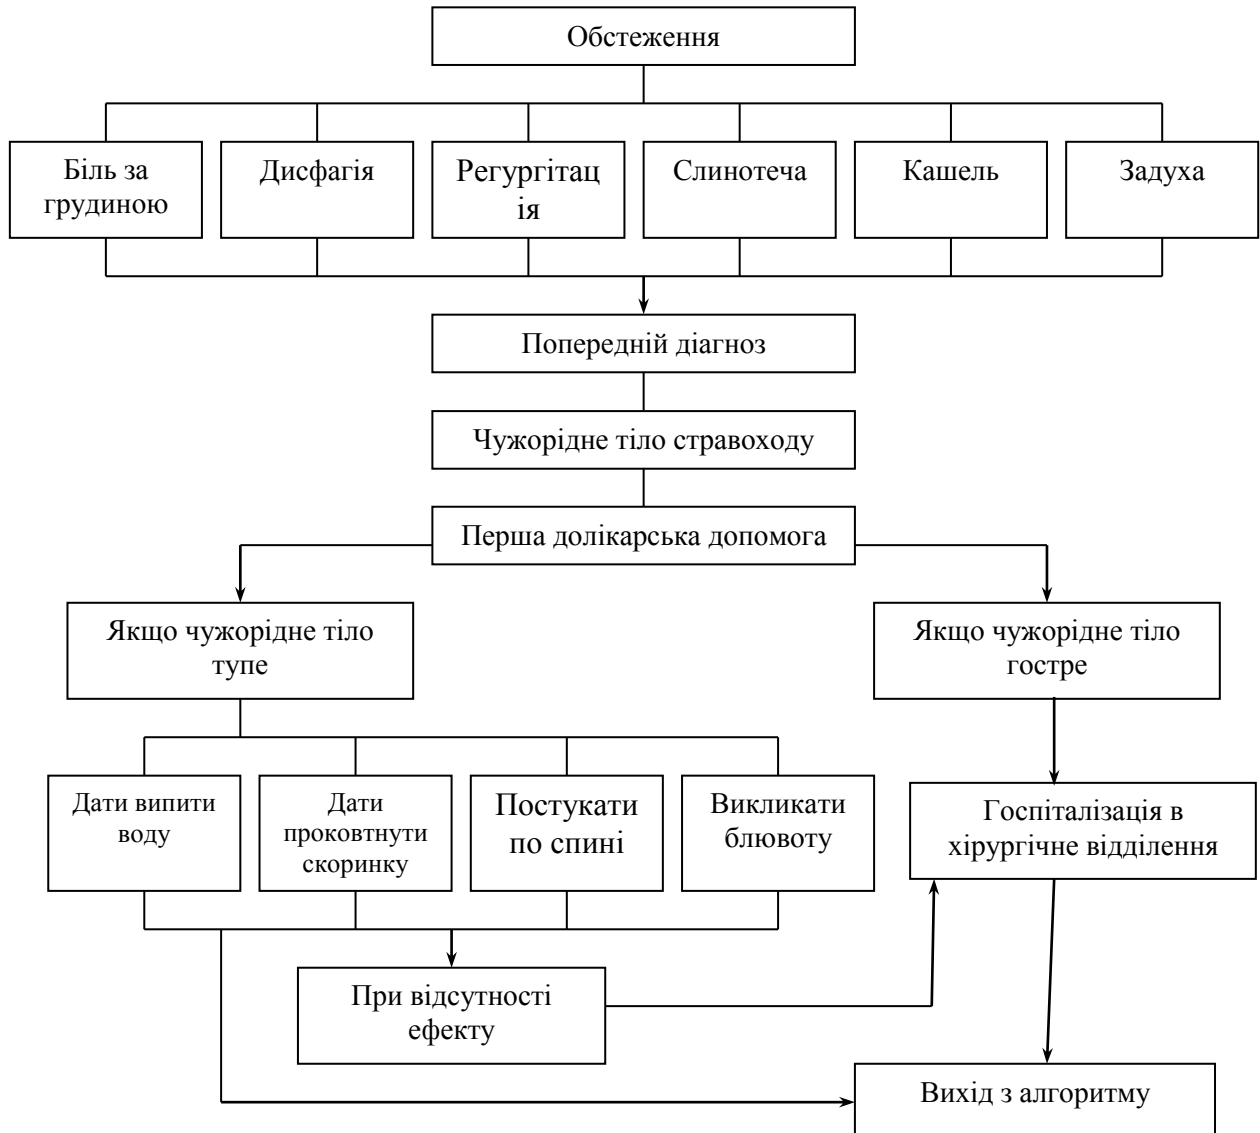 Обстеження
Біль за
грудиною
Дисфагія
Регургітац
ія
Слинотеча
Кашель
Задуха
Попередній діагноз
Чужорідне тіло стравоходу
Перша долікарська допомога
Якщо чужорідне тіло
тупе
Якщо чужорідне тіло
гостре
Дати випити
воду
Дати
проковтнути
скоринку
Постукати
по спині
Викликати
блювоту
Госпіталізація в
хірургічне відділення
При відсутності
ефекту
Вихід з алгоритму